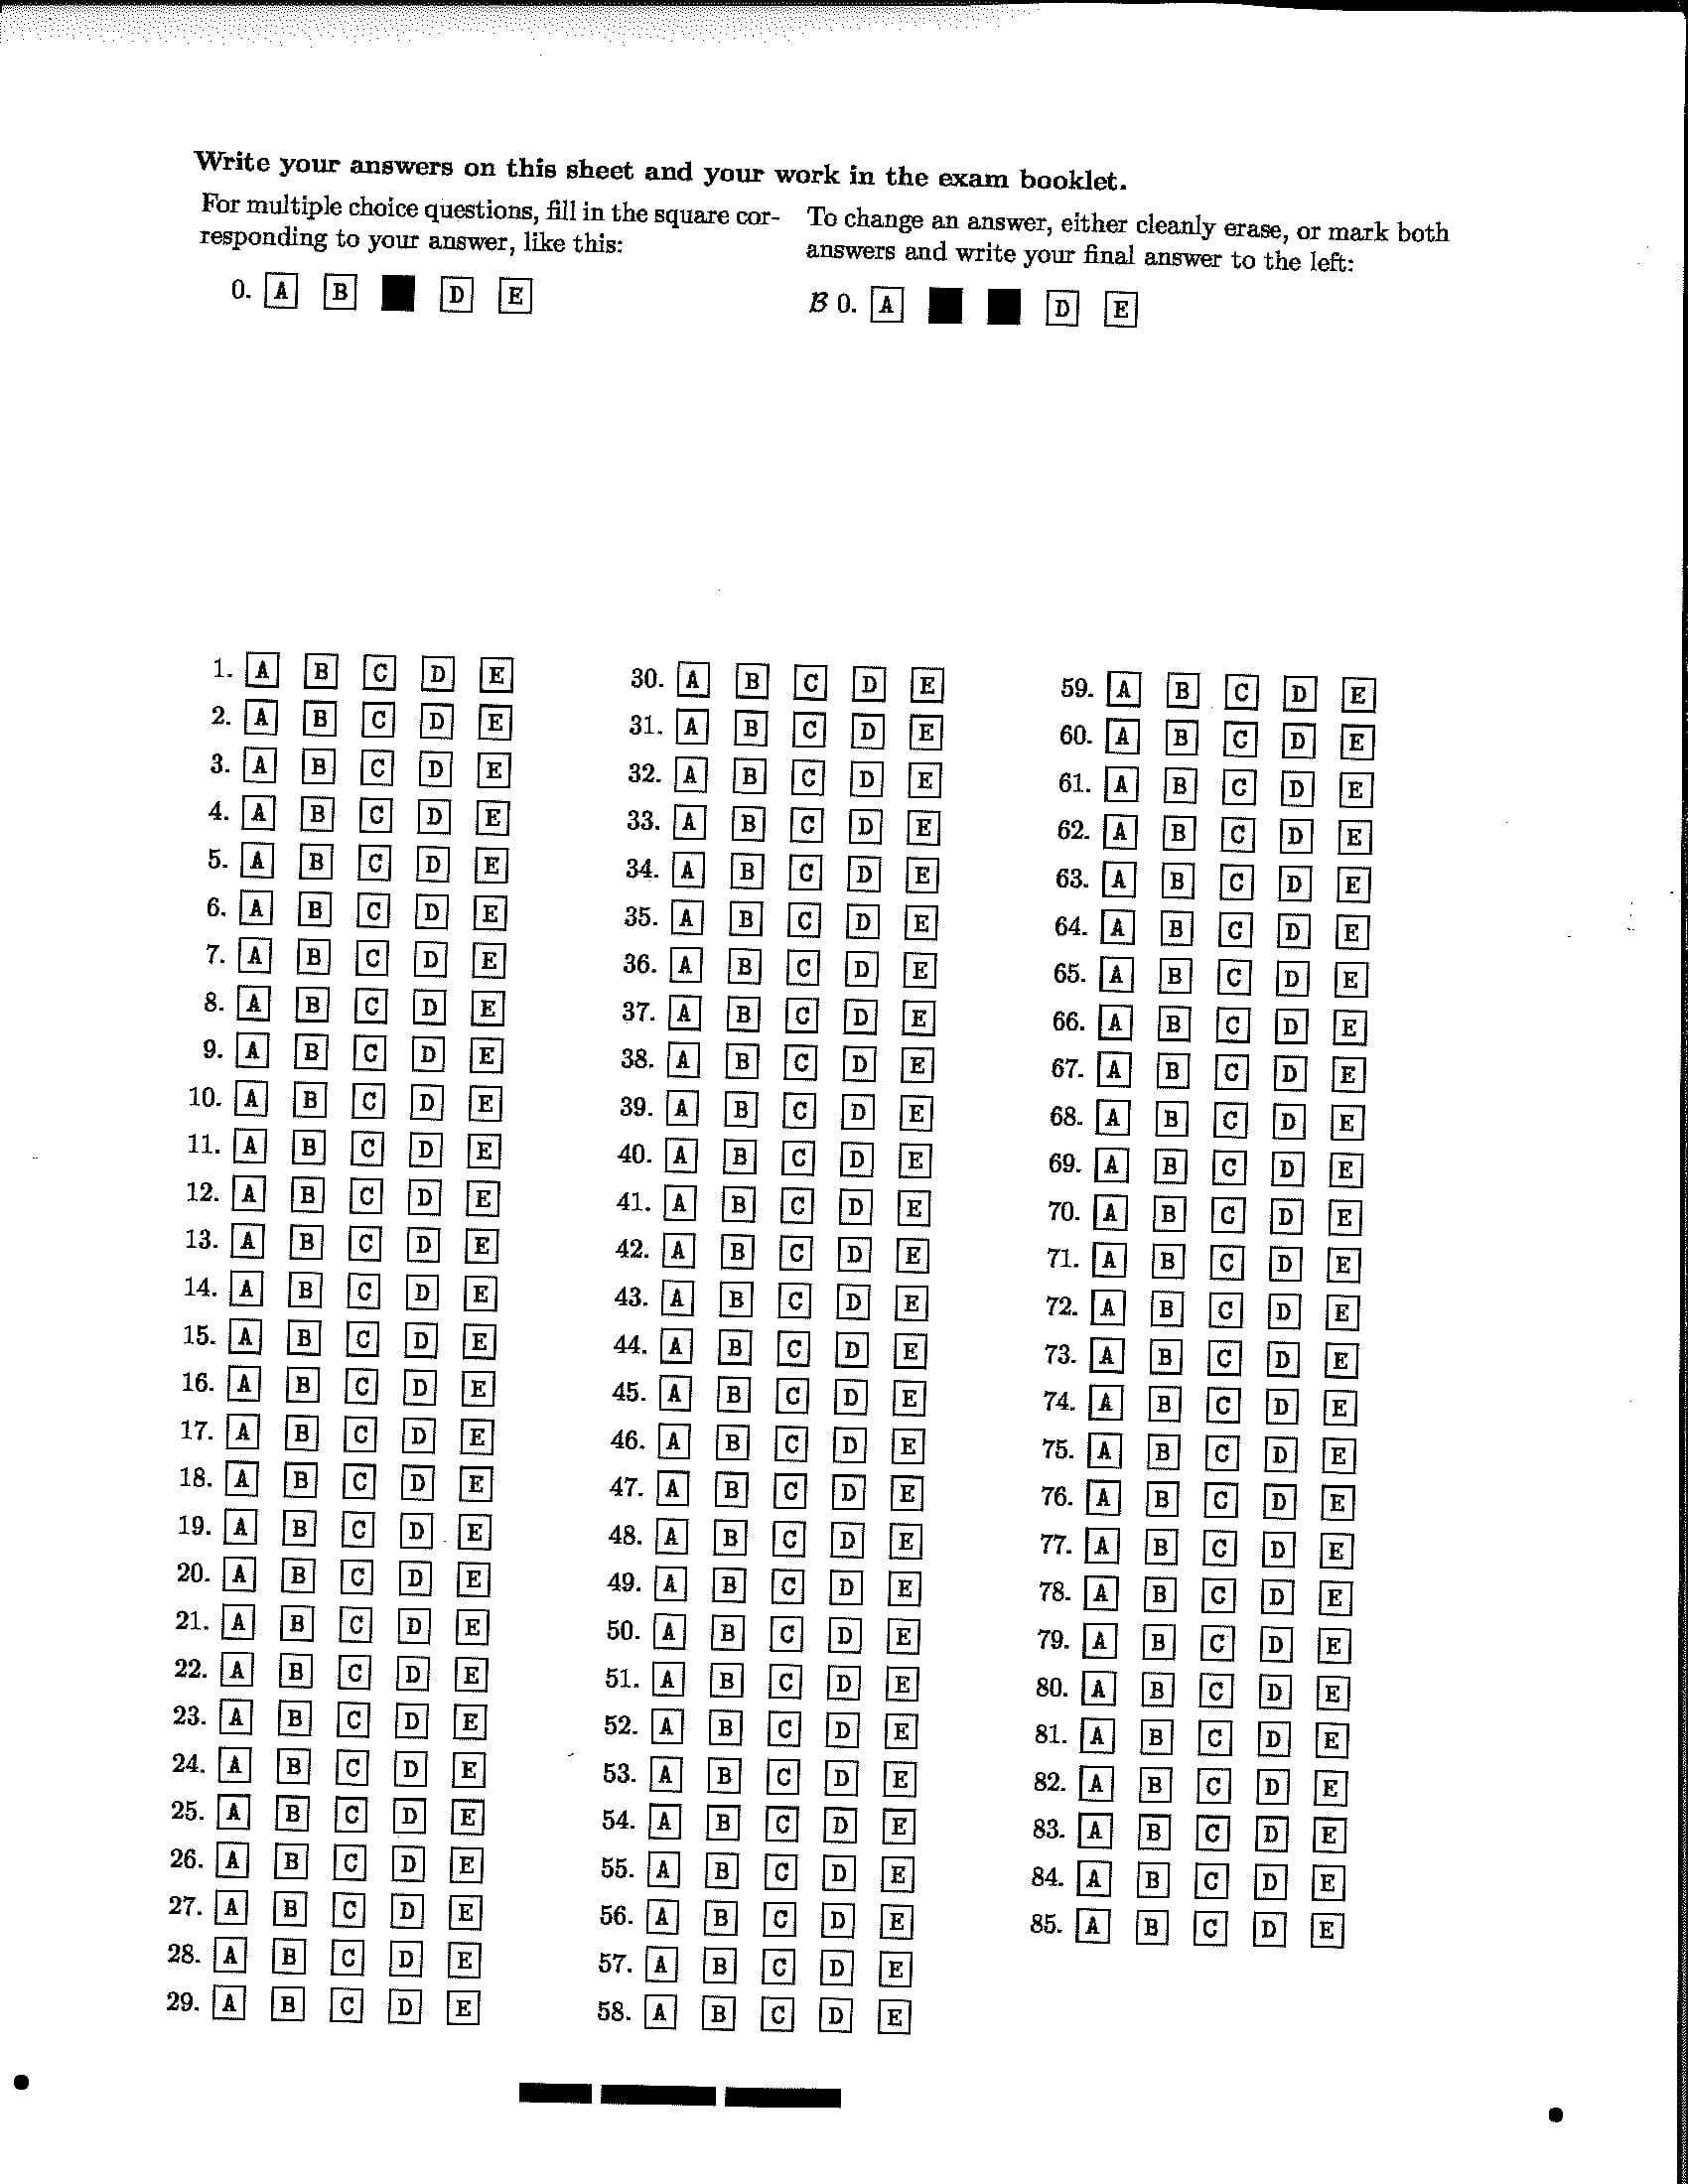 Write your answers on this sheet and your work in the exam booklet.
For multiple choice questions, fill in the square cor-
responding to your answer, like this:
0. A B D E
To change an answer, either cleanly erase, or mark both
answers and write your final answer to the left:
B 0. A D E
1. A B C D E
2. A B C D E
3. A B C D E
4. A B C D E
5. A B C D E
6. A B C D E
7. A B C D E
8. A B C D E
9. A B C D E
10. A B C D E
11. A B C D E
12. A B C D E
13. A B C D E
14. A B C D E
15. A B C D E
16. A B C D E
17. A B C D E
18. A B C D E
19. A B C D E
20. A B C D E
21. A B C D E
22. A B C D E
23. A B C D E
24. A B C D E
25. A B C D E
26. A B C D E
27. A B C D E
28. A B C D E
29. A B C D E
30. A B C D E
31. A B C D E
32. A B C D E
33. A B C D E
34. A B C D E
35. A B C D E
36. A B C D E
37. A B C D E
38. A B C D E
39. A B C D E
40. A B C D E
41. A B C D E
42. A B C D E
43. A B C D E
44. A B C D E
45. A B C D E
46. A B C D E
47. A B C D E
48. A B C D E
49. A B C D E
50. A B C D E
51. A B C D E
52. A B C D E
53. A B C D E
54. A B C D E
55. A B C D E
56. A B C D E
57. A B C D E
58. A B C D E
59. A B C D E
60. A B C D E
61. A B C D E
62. A B C D E
63. A B C D E
64. A B C D E
65. A B C D E
66. A B C D E
67. A B C D E
68. A B C D E
69. A B C D E
70. A B C D E
71. A B C D E
72. A B C D E
73. A B C D E
74. A B C D E
75. A B C D E
76. A B C D E
77. A B C D E
78. A B C D E
79. A B C D E
80. A B C D E
81. A B C D E
82. A B C D E
83. A B C D E
84. A B C D E
85. A B C D E